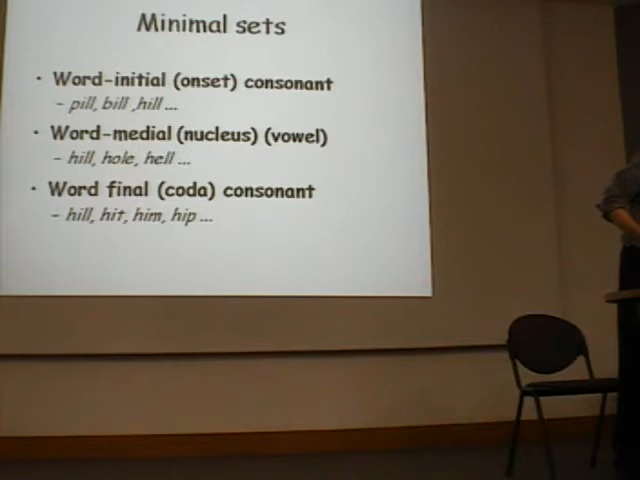 Minimal sets
• Word-initial (onset) consonant
– pill, bill ,hill ...
• Word-medial (nucleus) (vowel)
– hill, hole, hell ...
• Word final (coda) consonant
– hill, hit, him, hip ...